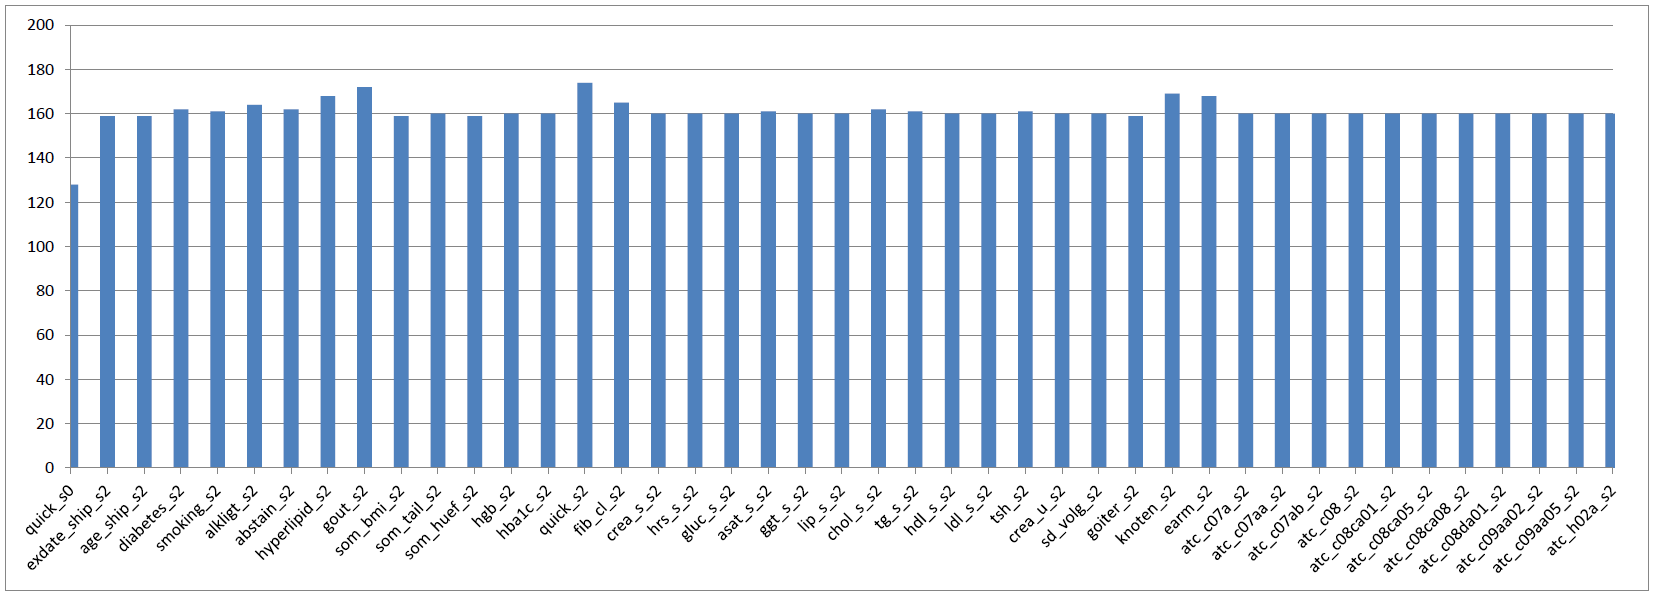 200
180
160
140
120
100
80
60
40
20
0
quick_s0
exdate_ship_s2
age_ship_s2
diabetes_s2
smoking_s2
alkligt_s2
abstain_s2
hyperlipid_s2
gout_s2
som_bmi_s2
som_tail_s2
som_huef_s2
hgb_s2
hba1c_s2
quick_s2
fib_cl_s2
crea_s_s2
hrs_s_s2
gluc_s_s2
asat_s_s2
ggt_s_s2
lip_s_s2
chol_s_s2
tg_s_s2
hdl_s_s2
ldl_s_s2
tsh_s2
crea_u_s2
sd_volg_s2
goiter_s2
knoten_s2
earm_s2
atc_c07a_s2
atc_c07aa_s2
atc_c07ab_s2
atc_c08_s2
atc_c08ca01_s2
atc_c08ca05_s2
atc_c08ca08_s2
atc_c08da01_s2
atc_c09aa02_s2
atc_c09aa05_s2
atc_h02a_s2